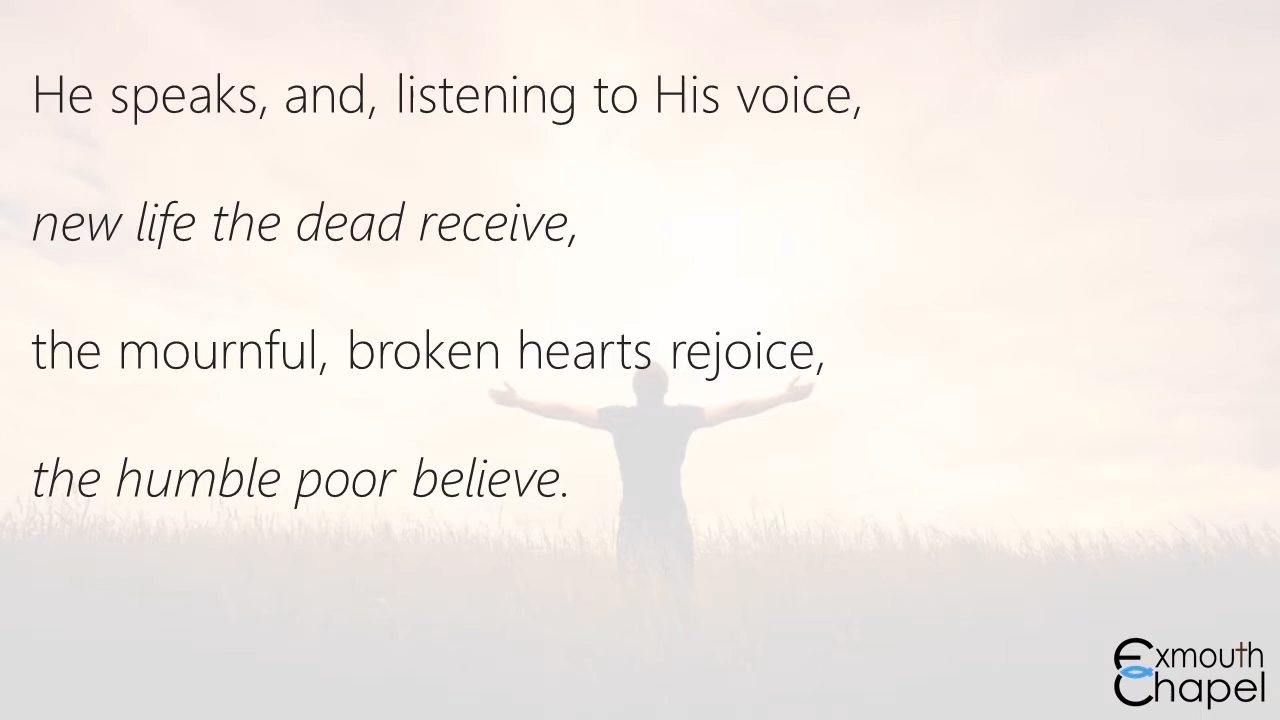 He speaks, and, listening to His voice,
new life the dead receive,
the mournful, broken hearts rejoice,
the humble poor believe.
Exmouth
Chapel